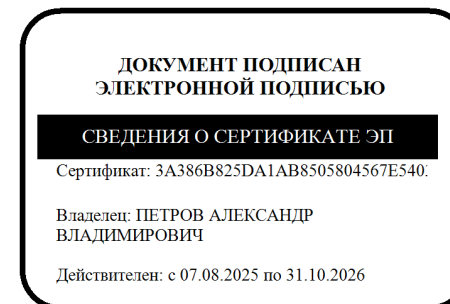 ДОКУМЕНТ ПОДПИСАН
ЭЛЕКТРОННОЙ ПОДПИСЬЮ
СВЕДЕНИЯ О СЕРТИФИКАТЕ ЭП
Сертификат: 3A386B825DA1AB8505804567E540
Владелец: ПЕТРОВ АЛЕКСАНДР
ВЛАДИМИРОВИЧ
Действителен: с 07.08.2025 по 31.10.2026